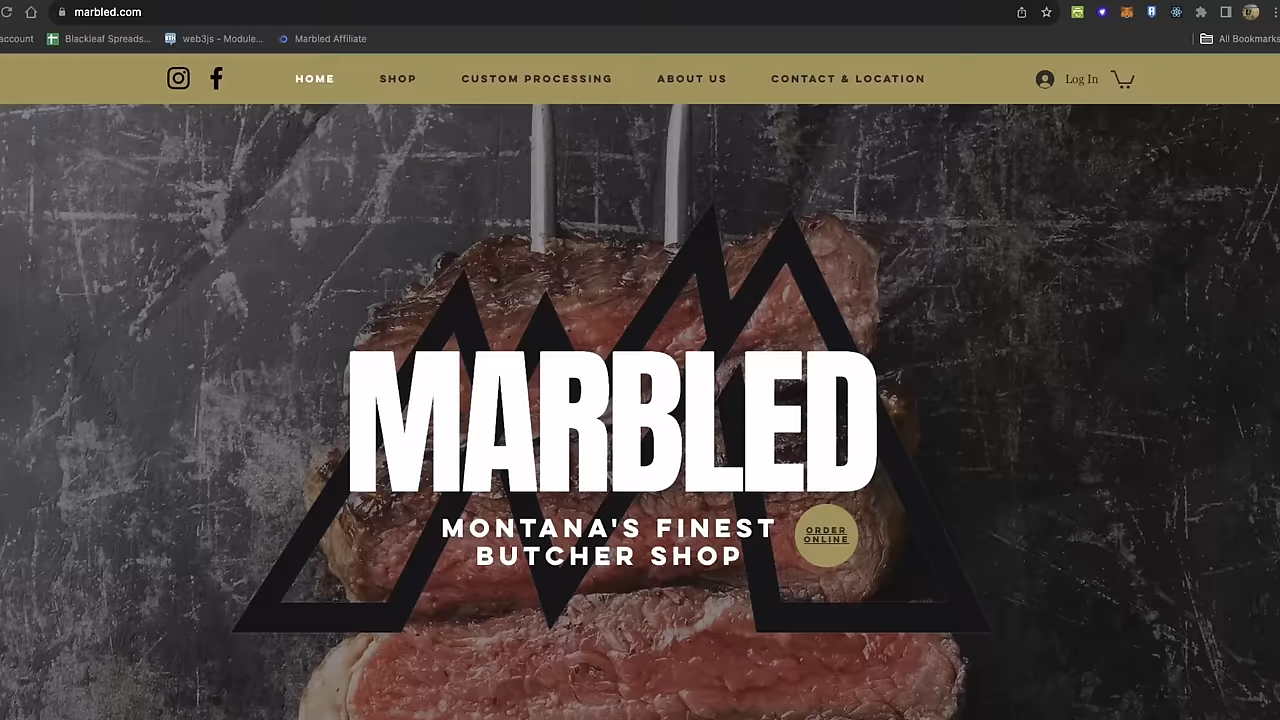 marbled.com
account
Blackleaf Spreads...
web3js - Module...
Marbled Affiliate
All Bookmarks
HOME
SHOP
CUSTOM PROCESSING
ABOUT US
CONTACT & LOCATION
Log In
MARBLED
MONTANA'S FINEST
BUTCHER SHOP
ORDER
ONLINE